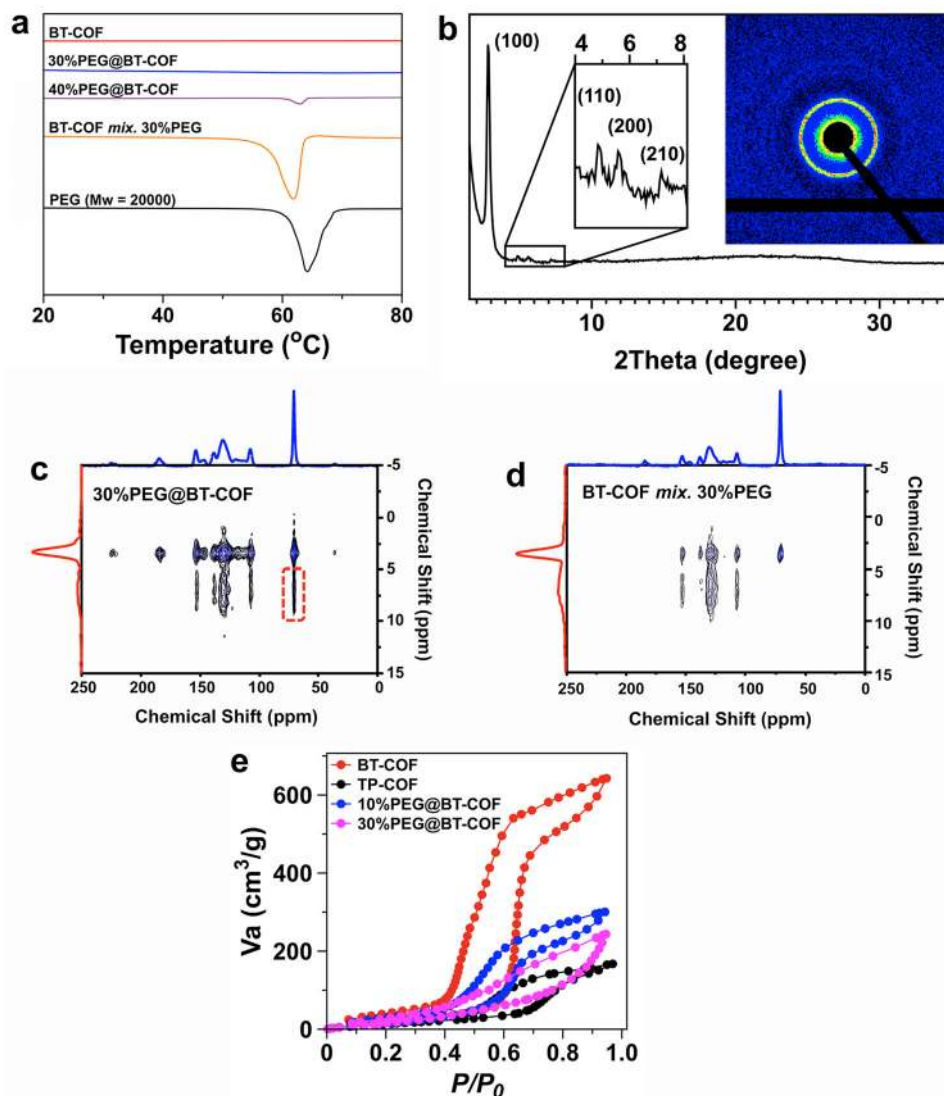 a
BT-COF
30%PEG@BT-COF
40%PEG@BT-COF
BT-COF mix. 30%PEG
PEG (Mw = 20000)
20 40 60 80
Temperature (°C)
b
(100)
4 6 8
(110)
(200)
(210)
10 20 30
2Theta (degree)
c
30%PEG@BT-COF
-5
0
5
10
15
Chemical Shift (ppm)
250 200 150 100 50 0
Chemical Shift (ppm)
d
BT-COF mix. 30%PEG
-5
0
5
10
15
Chemical Shift (ppm)
250 200 150 100 50 0
Chemical Shift (ppm)
e
BT-COF
TP-COF
10%PEG@BT-COF
30%PEG@BT-COF
600
400
200
0
Va (cm³/g)
0 0.2 0.4 0.6 0.8 1.0
P/P₀